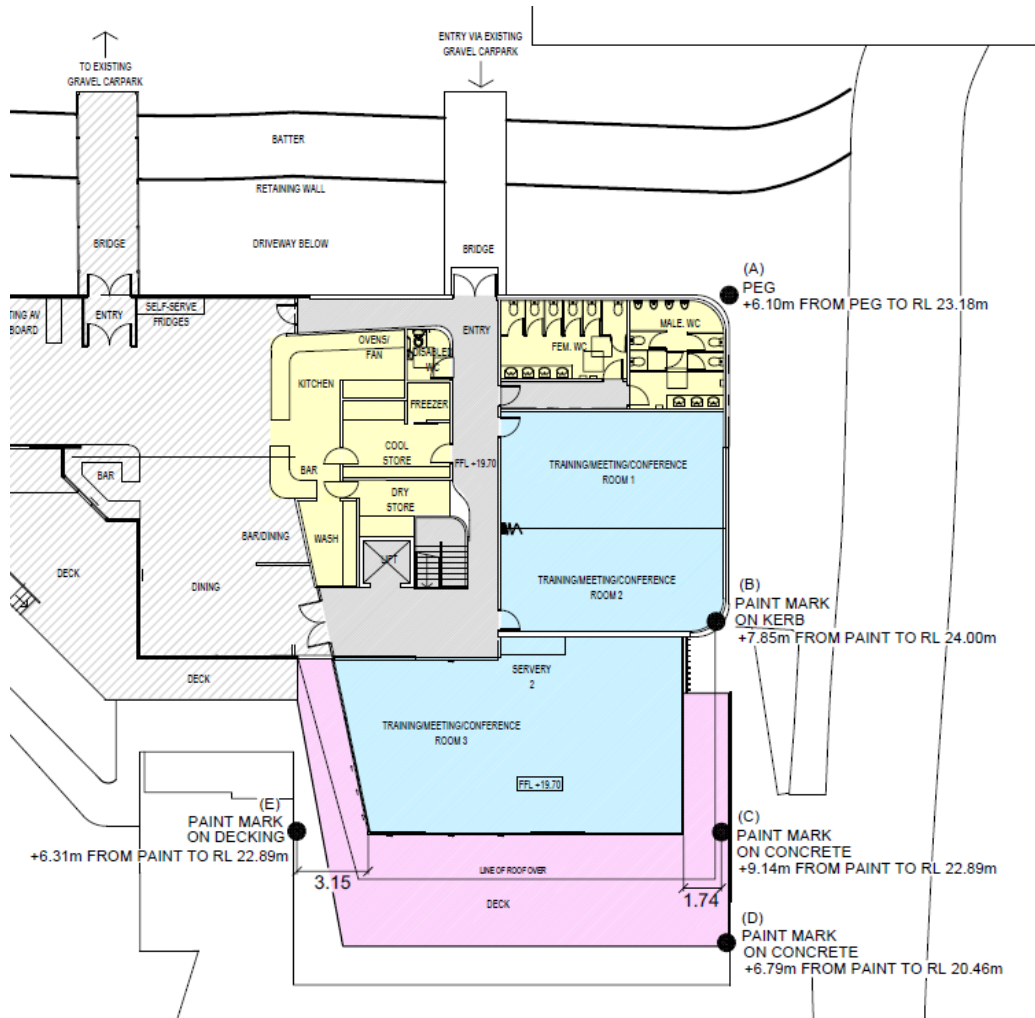 TO EXISTING
GRAVEL CARPARK
ENTRY VIA EXISTING
GRAVEL CARPARK
BATTER
RETAINING WALL
BRIDGE
DRIVEWAY BELOW
BRIDGE
(A)
PEG
+6.10m FROM PEG TO RL 23.18m
TING AV
BOARD
ENTRY
SELF-SERVE
FRIDGES
OVENS/
FAN
DISABLED
WC
ENTRY
FEM. WC
MALE. WC
KITCHEN
FREEZER
COOL
STORE
FFL +19.70
TRAINING/MEETING/CONFERENCE
ROOM 1
BAR
BAR
DRY
STORE
BAR/DINING
WASH
LIFT
DECK
DINING
TRAINING/MEETING/CONFERENCE
ROOM 2
(B)
PAINT MARK
ON KERB
+7.85m FROM PAINT TO RL 24.00m
DECK
SERVERY
2
TRAINING/MEETING/CONFERENCE
ROOM 3
FFL +19.70
(E)
PAINT MARK
ON DECKING
+6.31m FROM PAINT TO RL 22.89m
(C)
PAINT MARK
ON CONCRETE
+9.14m FROM PAINT TO RL 22.89m
3.15
LINE OF ROOF OVER
1.74
DECK
(D)
PAINT MARK
ON CONCRETE
+6.79m FROM PAINT TO RL 20.46m